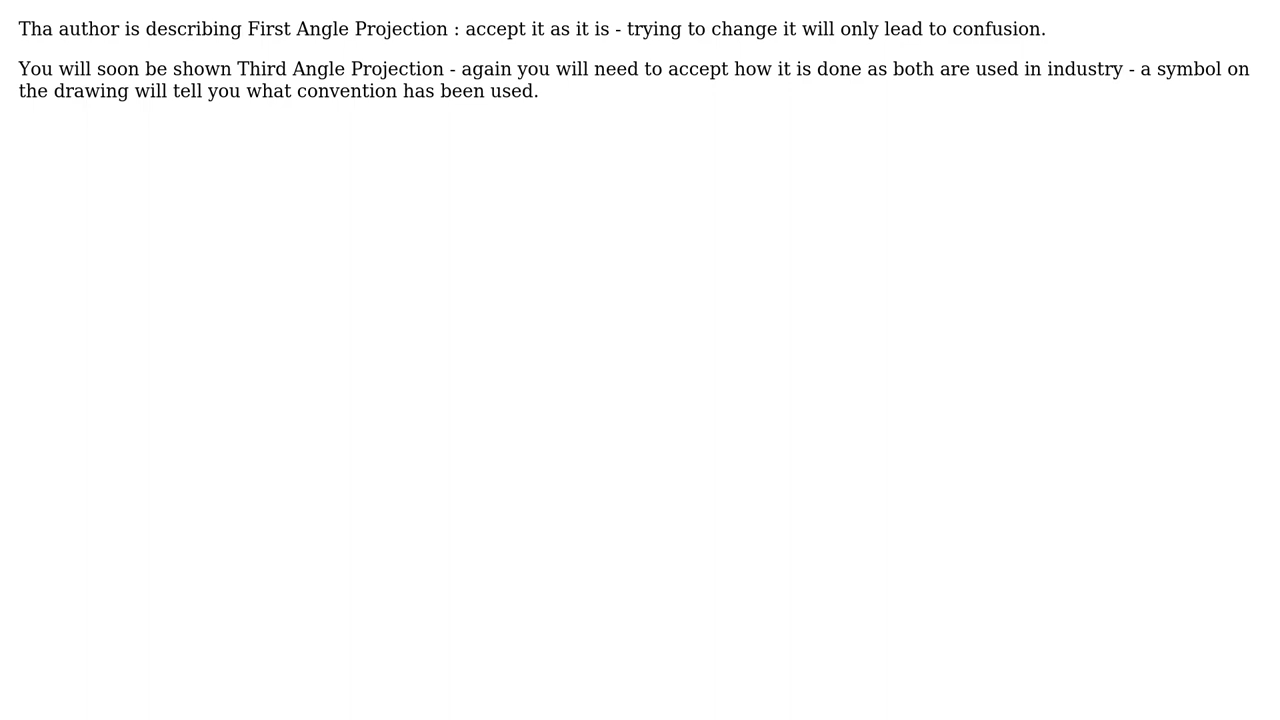 Tha author is describing First Angle Projection : accept it as it is - trying to change it will only lead to confusion.
You will soon be shown Third Angle Projection - again you will need to accept how it is done as both are used in industry - a symbol on
the drawing will tell you what convention has been used.